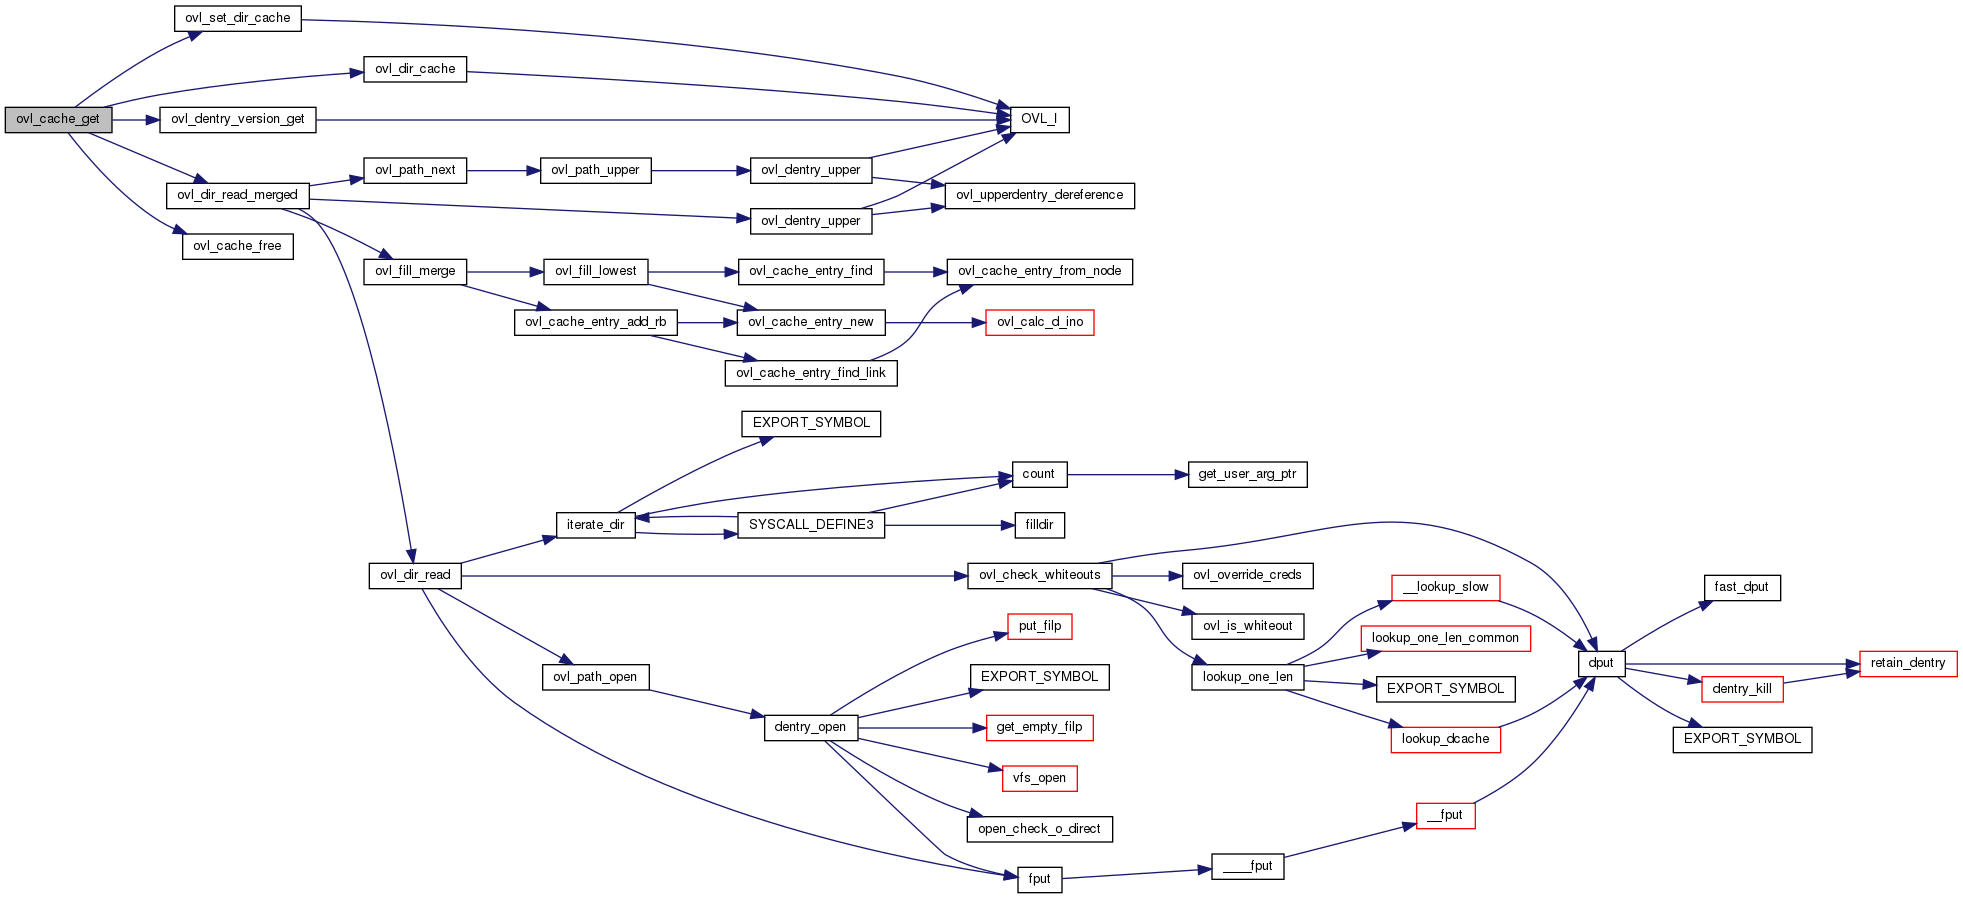 ovl_set_dir_cache
ovl_dir_cache
ovl_cache_get
ovl_dentry_version_get
OVL_I
ovl_path_next
ovl_path_upper
ovl_dentry_upper
ovl_dir_read_merged
ovl_upperdentry_dereference
ovl_dentry_upper
ovl_cache_free
ovl_fill_merge
ovl_fill_lowest
ovl_cache_entry_find
ovl_cache_entry_from_node
ovl_cache_entry_add_rb
ovl_cache_entry_new
ovl_calc_d_ino
ovl_cache_entry_find_link
EXPORT_SYMBOL
count
get_user_arg_ptr
iterate_dir
SYSCALL_DEFINE3
filldir
ovl_dir_read
ovl_check_whiteouts
ovl_override_creds
__lookup_slow
fast_dput
put_filp
ovl_is_whiteout
lookup_one_len_common
dput
retain_dentry
ovl_path_open
EXPORT_SYMBOL
lookup_one_len
EXPORT_SYMBOL
dentry_kill
dentry_open
get_empty_filp
lookup_dcache
EXPORT_SYMBOL
vfs_open
open_check_o_direct
__fput
fput
____fput